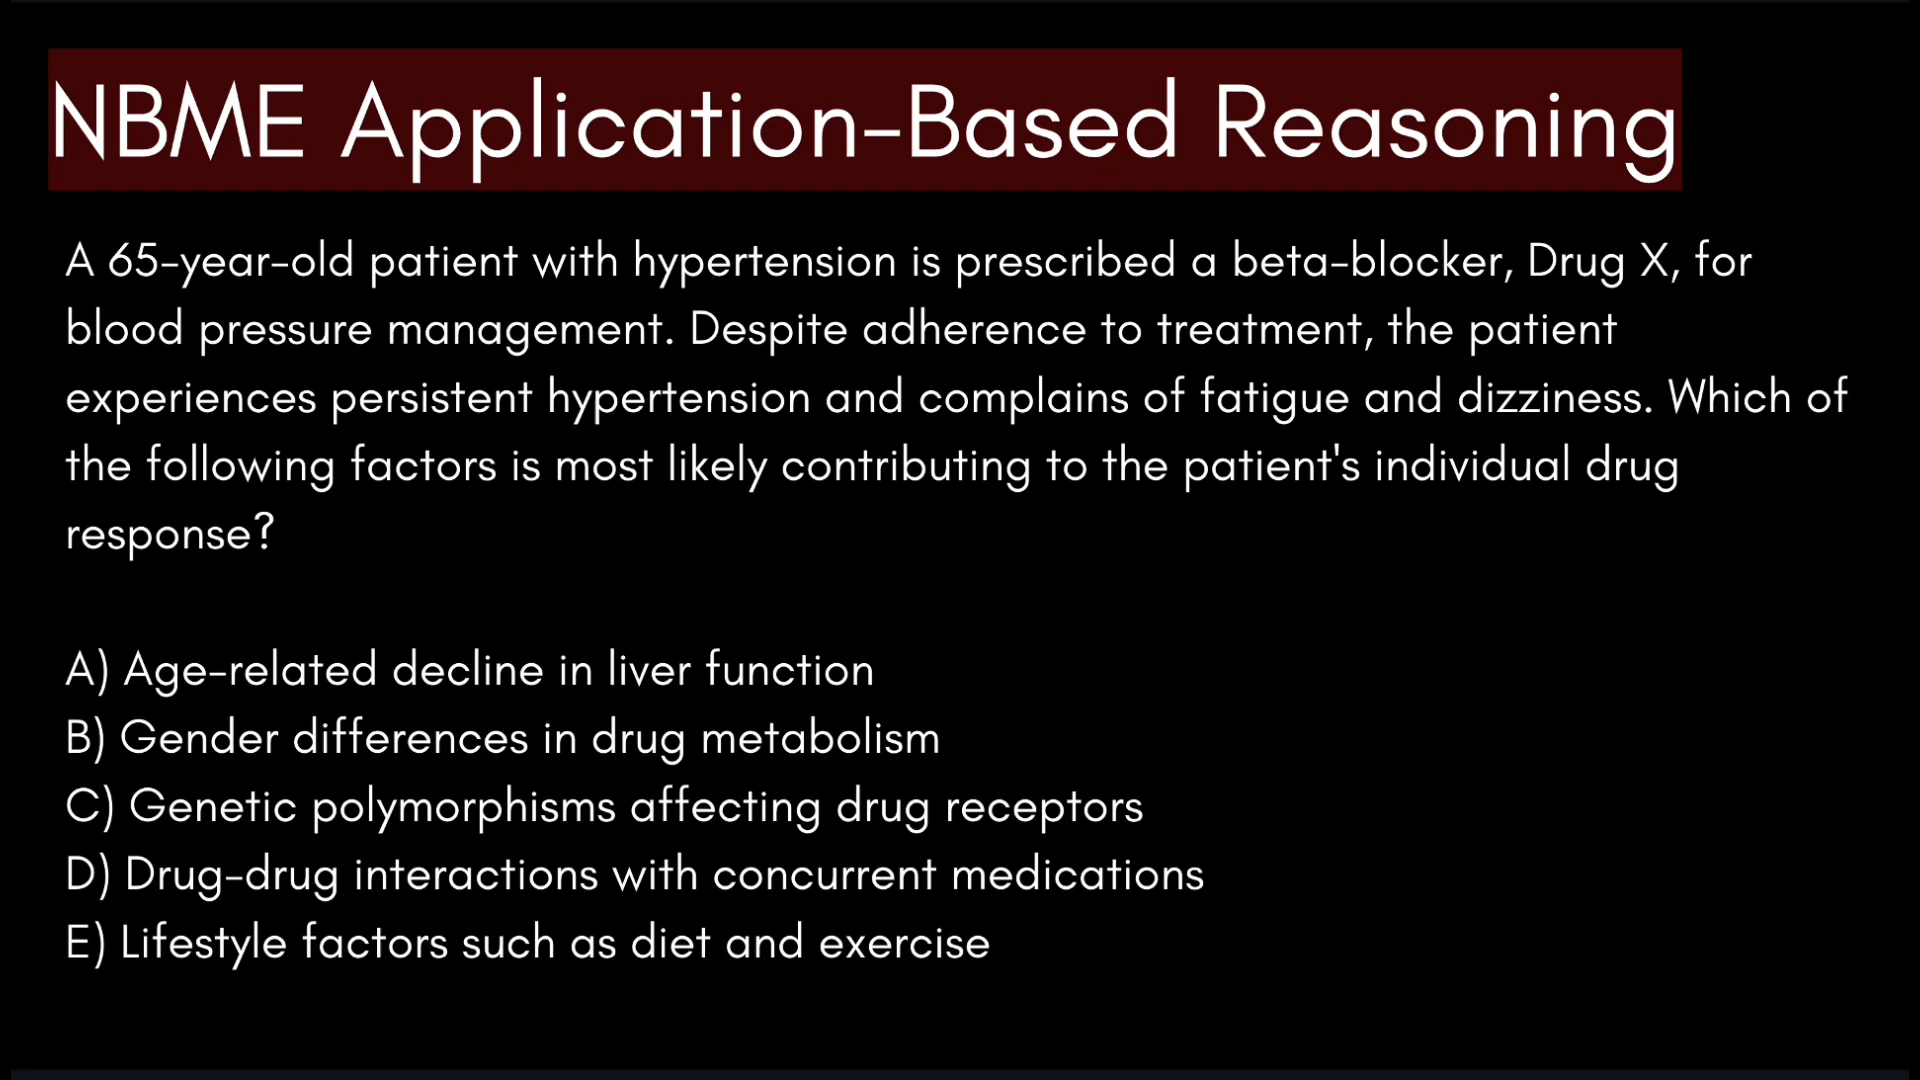 NBME Application-Based Reasoning
A 65-year-old patient with hypertension is prescribed a beta-blocker, Drug X, for
blood pressure management. Despite adherence to treatment, the patient
experiences persistent hypertension and complains of fatigue and dizziness. Which of
the following factors is most likely contributing to the patient's individual drug
response?
A) Age-related decline in liver function
B) Gender differences in drug metabolism
C) Genetic polymorphisms affecting drug receptors
D) Drug-drug interactions with concurrent medications
E) Lifestyle factors such as diet and exercise